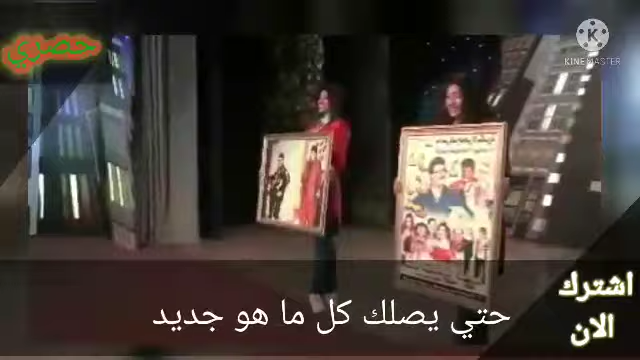 حصري
KINEMASTER
اشترك
الان
حتي يصلك كل ما هو جديد